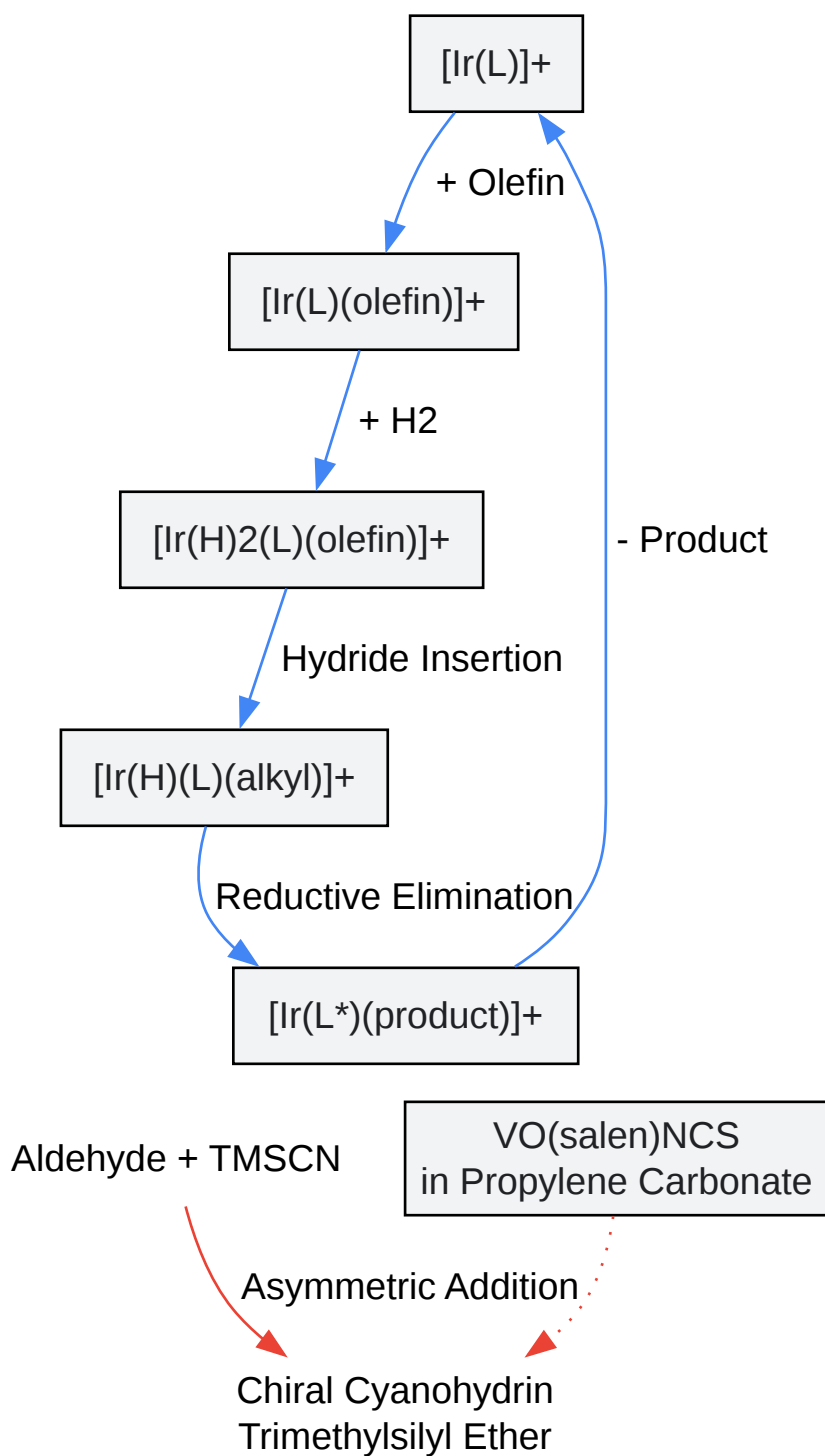 [Ir(L)]+
+ Olefin
[Ir(L)(olefin)]+
+ H2
[Ir(H)2(L)(olefin)]+
- Product
Hydride Insertion
[Ir(H)(L)(alkyl)]+
Reductive Elimination
[Ir(L*)(product)]+
Aldehyde + TMSCN
VO(salen)NCS
in Propylene Carbonate
Asymmetric Addition
Chiral Cyanohydrin
Trimethylsilyl Ether